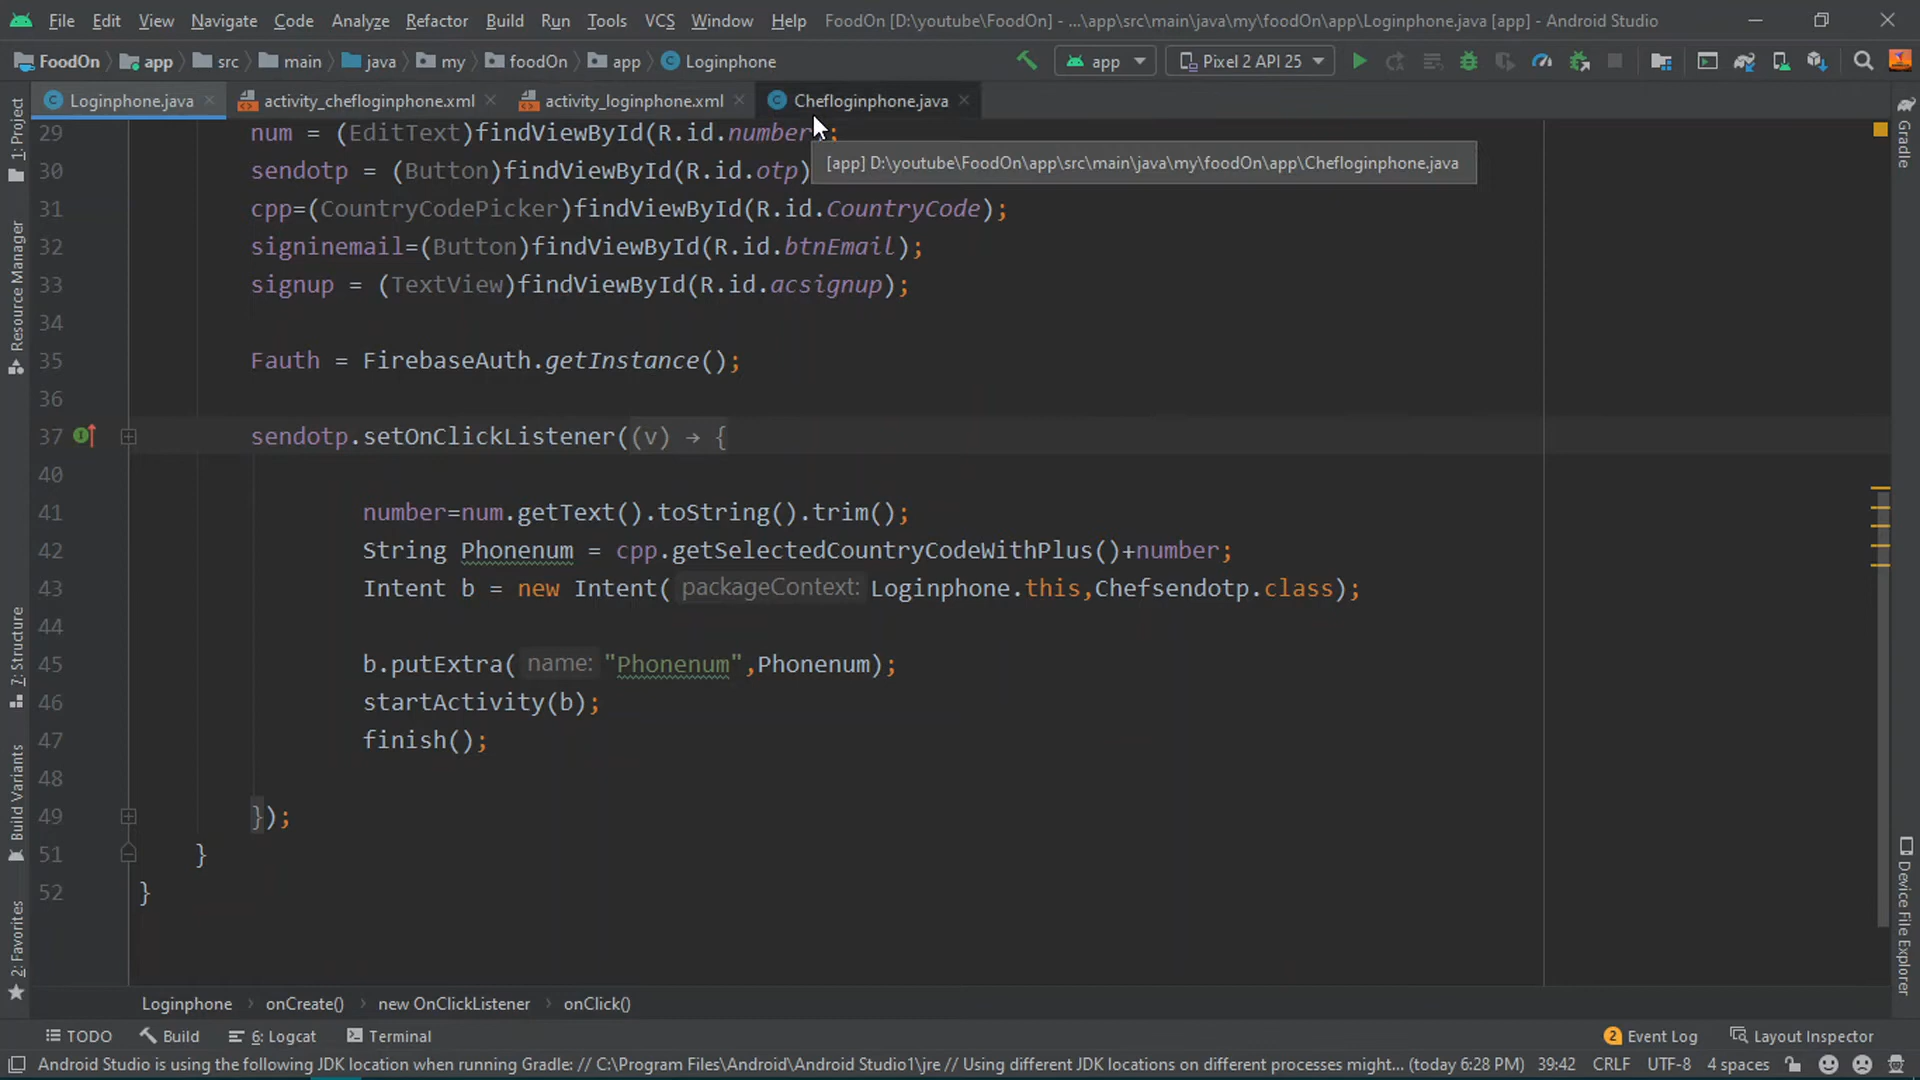 File Edit View Navigate Code Analyze Refactor Build Run Tools VCS Window Help FoodOn [D:\youtube\FoodOn] - ...\app\src\main\java\my\foodOn\app\Loginphone.java [app] - Android Studio
FoodOn app src main java my foodOn app Loginphone app Pixel 2 API 25
Loginphone.java activity_chefloginphone.xml activity_loginphone.xml Chefloginphone.java
29 num = (EditText)findViewById(R.id.number);
[app] D:\youtube\FoodOn\app\src\main\java\my\foodOn\app\Chefloginphone.java
30 sendotp = (Button)findViewById(R.id.otp)
31 cpp=(CountryCodePicker)findViewById(R.id.CountryCode);
32 signinemail=(Button)findViewById(R.id.btnEmail);
33 signup = (TextView)findViewById(R.id.acsignup);
34
35 Fauth = FirebaseAuth.getInstance();
36
37 sendotp.setOnClickListener((v) → {
40
41 number=num.getText().toString().trim();
42 String Phonenum = cpp.getSelectedCountryCodeWithPlus()+number;
43 Intent b = new Intent( packageContext: Loginphone.this,Chefsendotp.class);
44
45 b.putExtra( name: "Phonenum",Phonenum);
46 startActivity(b);
47 finish();
48
49 });
51 }
52 }
Loginphone › onCreate() › new OnClickListener › onClick()
TODO Build 6: Logcat Terminal 2 Event Log Layout Inspector
Android Studio is using the following JDK location when running Gradle: // C:\Program Files\Android\Android Studio1\jre // Using different JDK locations on different processes might... (today 6:28 PM) 39:42 CRLF UTF-8 4 spaces
1: Project
Resource Manager
7: Structure
Build Variants
2: Favorites
Gradle
Device File Explorer